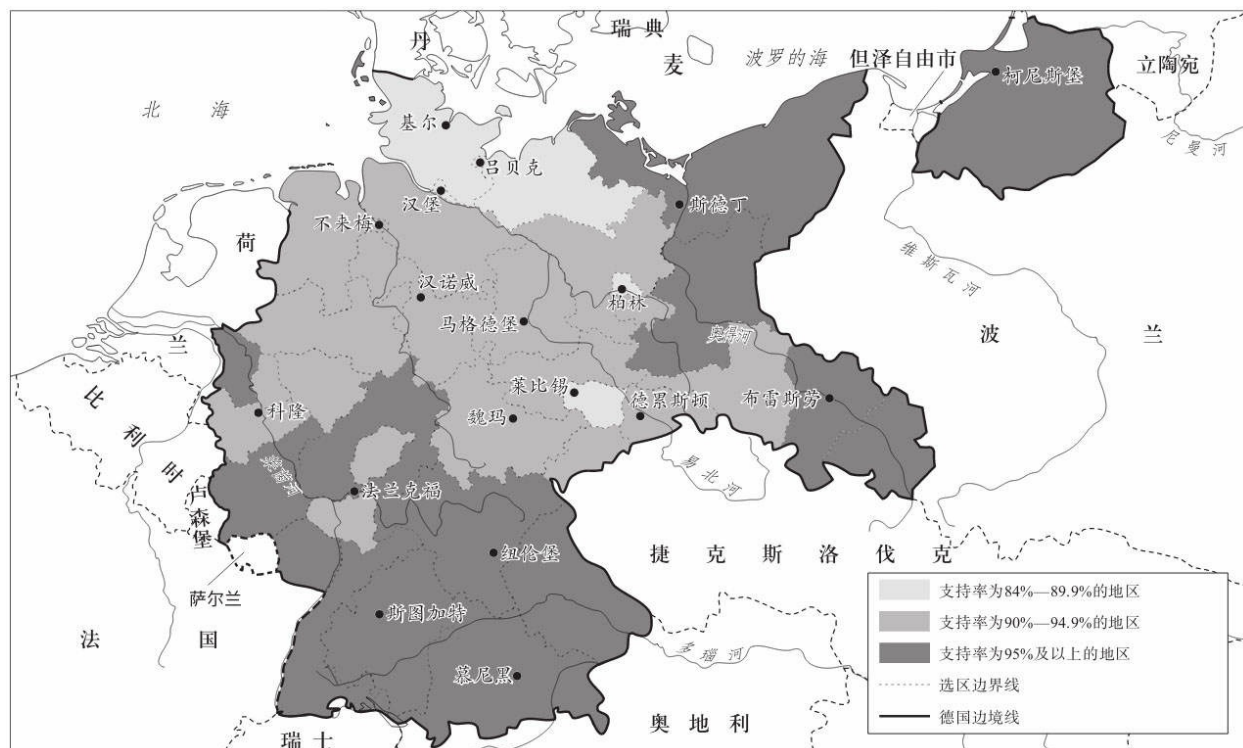 瑞典
丹
麦
波罗的海
但泽自由市
立陶宛
柯尼斯堡
北海
基尔
尼曼河
吕贝克
汉堡
斯德丁
不来梅
荷
维斯瓦河
汉诺威
柏林
马格德堡
奥得河
波兰
兰
比利时
莱比锡
德累斯顿
布雷斯劳
科隆
魏玛
易北河
莱茵河
法兰克福
卢森堡
纽伦堡
捷克斯洛伐克
萨尔兰
斯图加特
法国
多瑙河
慕尼黑
奥地利
瑞士
支持率为84%—89.9%的地区
支持率为90%—94.9%的地区
支持率为95%及以上的地区
选区边界线
德国边境线